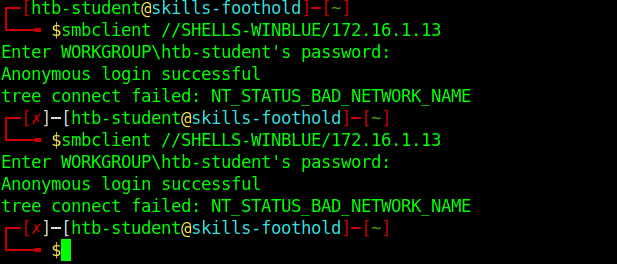 ┌─[htb-student@skills-foothold]─[~]
└──╼ $smbclient //SHELLS-WINBLUE/172.16.1.13
Enter WORKGROUP\htb-student's password:
Anonymous login successful
tree connect failed: NT_STATUS_BAD_NETWORK_NAME
┌─[✗]─[htb-student@skills-foothold]─[~]
└──╼ $smbclient //SHELLS-WINBLUE/172.16.1.13
Enter WORKGROUP\htb-student's password:
Anonymous login successful
tree connect failed: NT_STATUS_BAD_NETWORK_NAME
┌─[✗]─[htb-student@skills-foothold]─[~]
└──╼ $